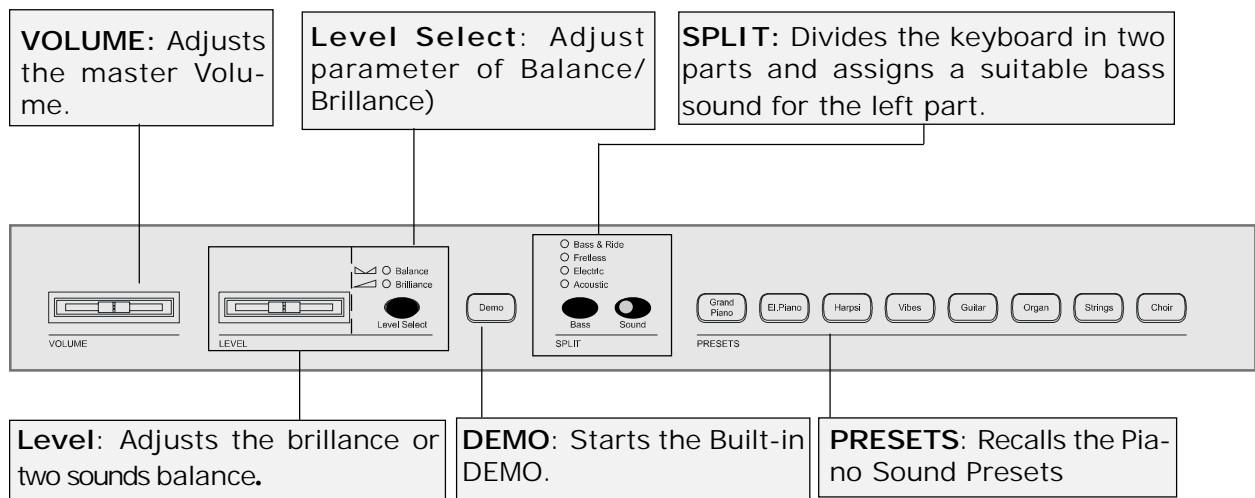 VOLUME: Adjusts
the master Volu-
me.
Level Select: Adjust
parameter of Balance/
Brillance)
SPLIT: Divides the keyboard in two
parts and assigns a suitable bass
sound for the left part.
Bass & Ride
Fretless
Electric
Acoustic
Balance
Brilliance
Level Select
Demo
Bass
Sound
Grand
Piano
El.Piano
Harpsi
Vibes
Guitar
Organ
Strings
Choir
VOLUME
LEVEL
SPLIT
PRESETS
Level: Adjusts the brillance or
two sounds balance.
DEMO: Starts the Built-in
DEMO.
PRESETS: Recalls the Pia-
no Sound Presets